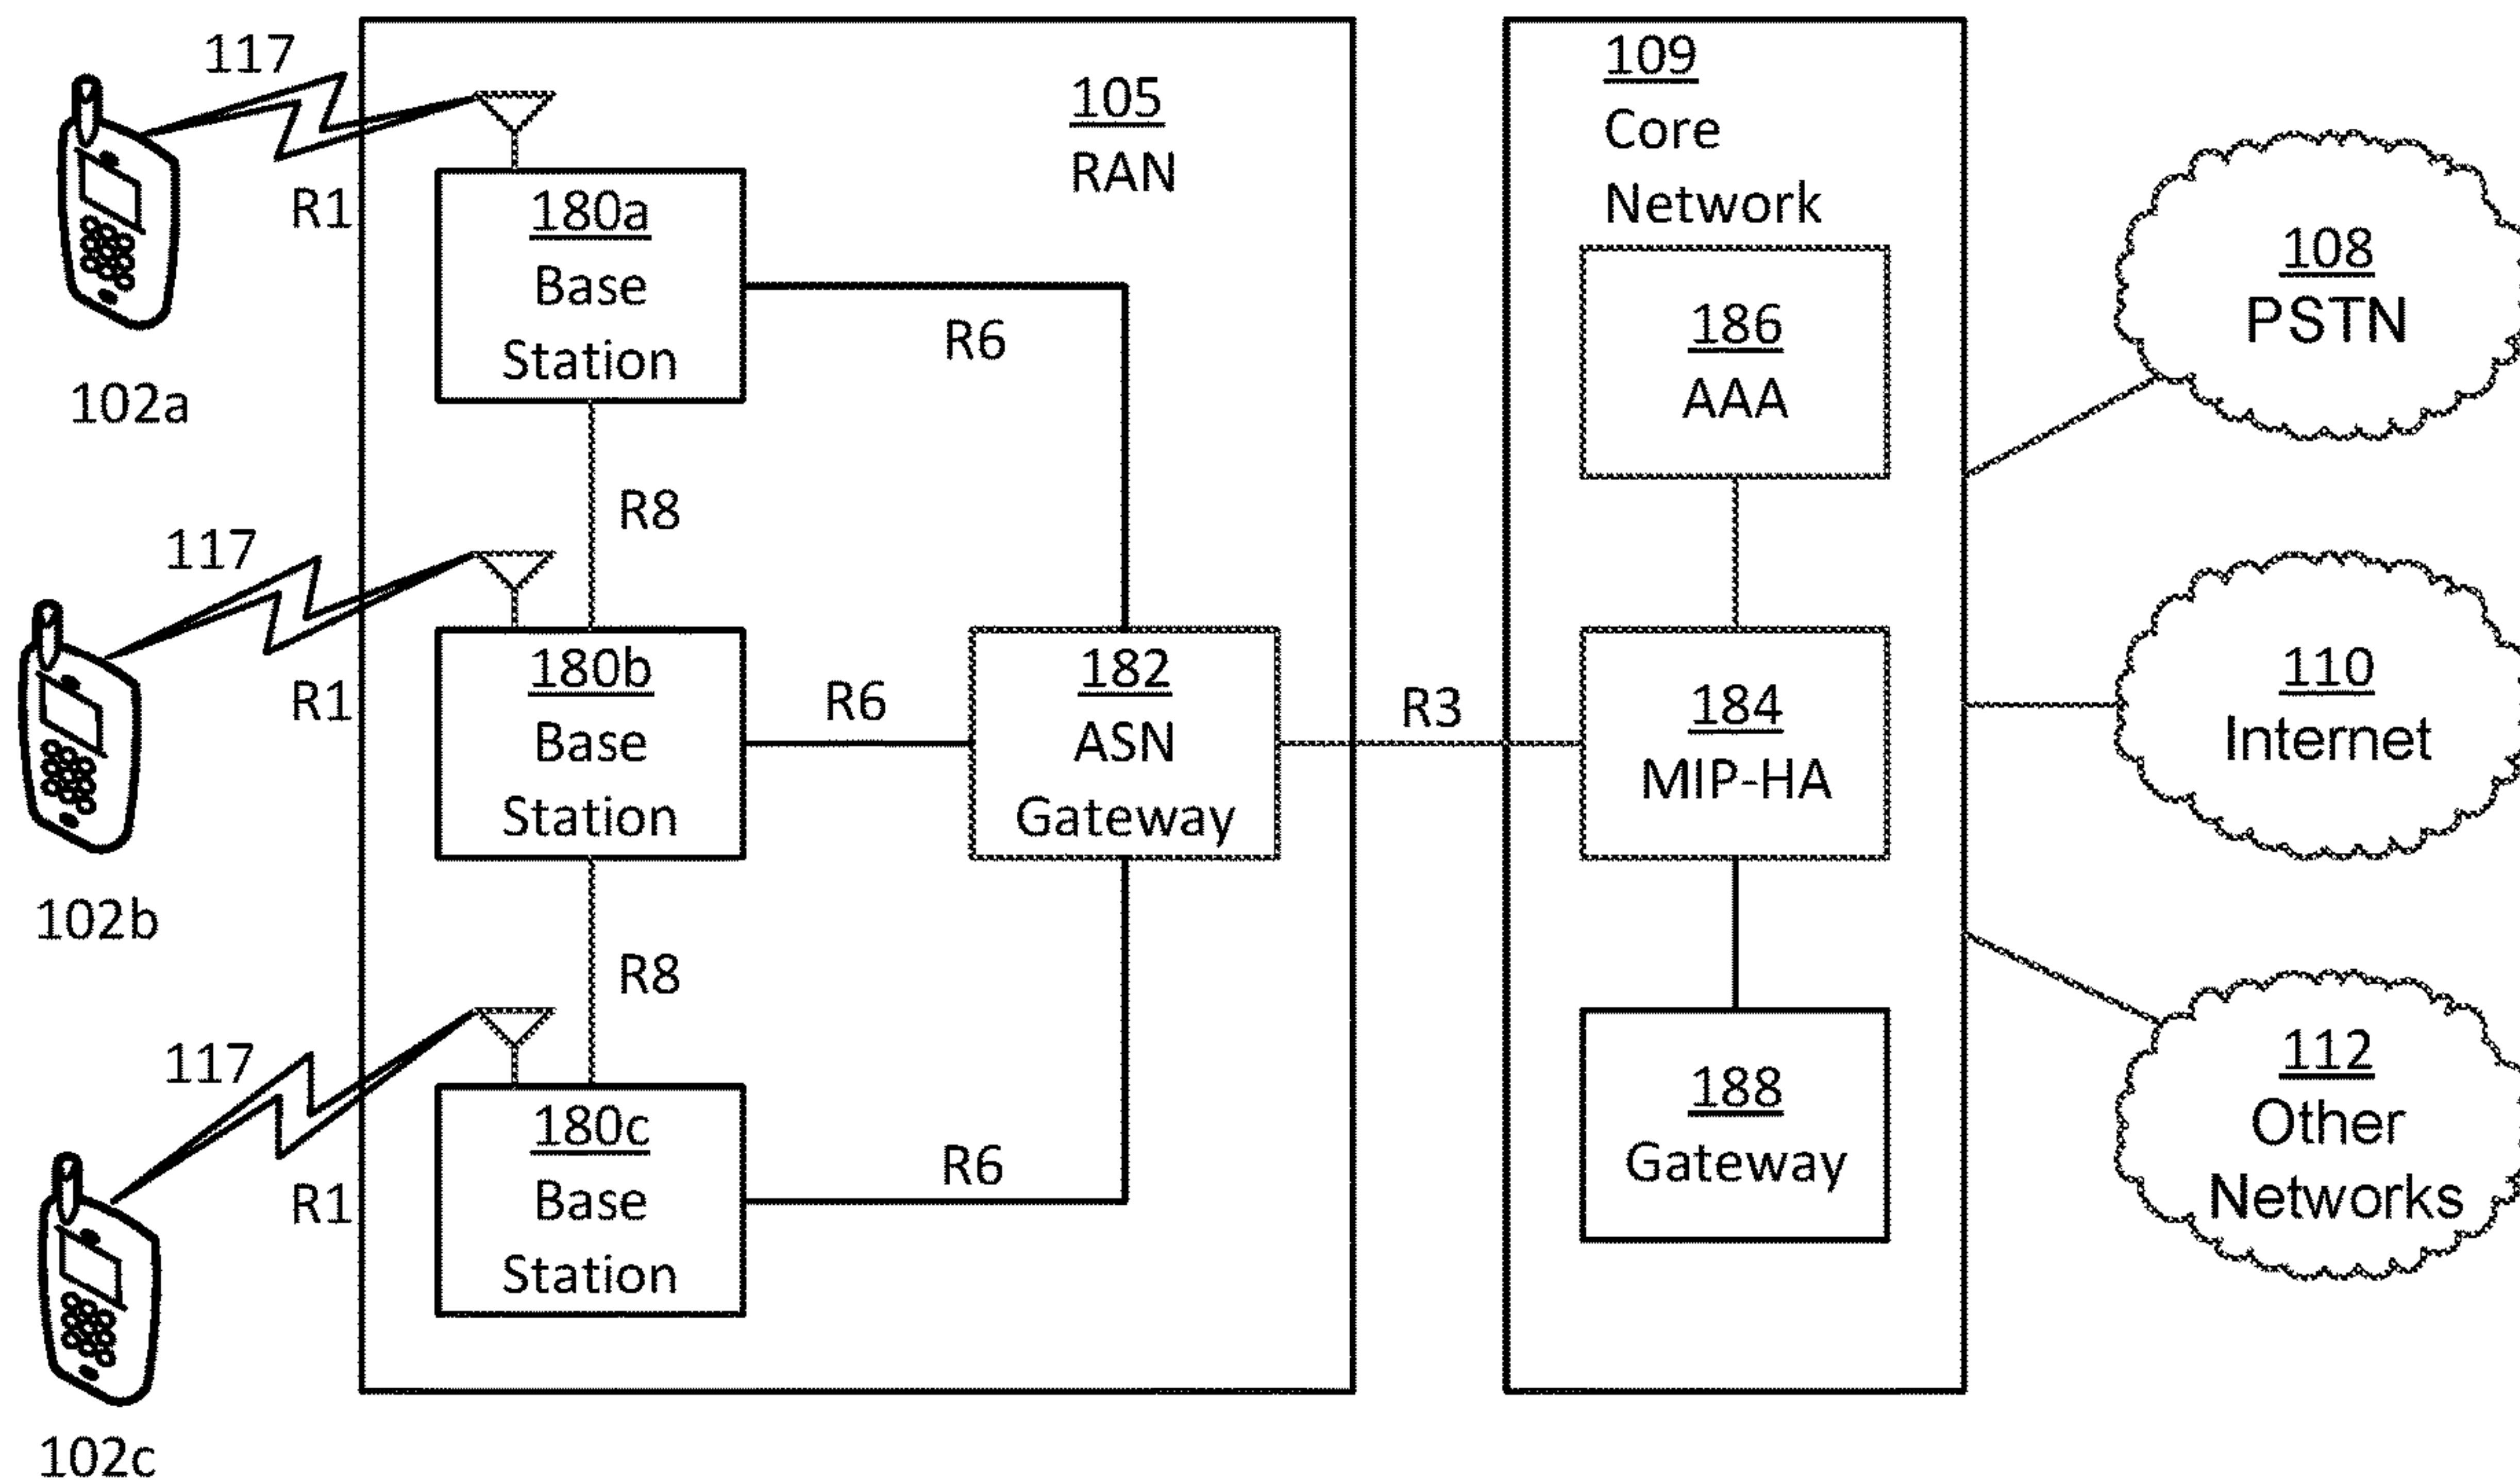 117
R1
102a
117
R1
102b
117
R1
102c
105
RAN
180a
Base
Station
R6
R8
180b
Base
Station
R6
182
ASN
Gateway
R8
180c
Base
Station
R6
R3
109
Core
Network
186
AAA
184
MIP-HA
188
Gateway
108
PSTN
110
Internet
112
Other
Networks